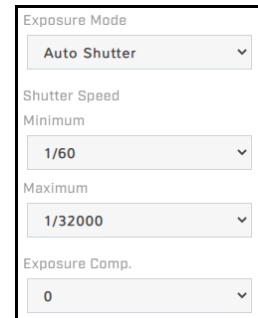 Exposure Mode
Auto Shutter
Shutter Speed
Minimum
1/60
Maximum
1/32000
Exposure Comp.
0